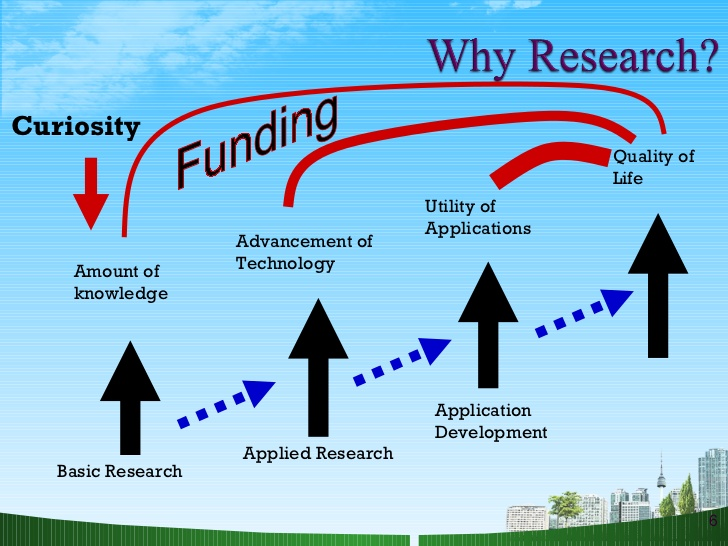 Why Research?
Curiosity
Funding
Quality of
Life
Utility of
Applications
Advancement of
Technology
Amount of
knowledge
Application
Development
Applied Research
Basic Research
6